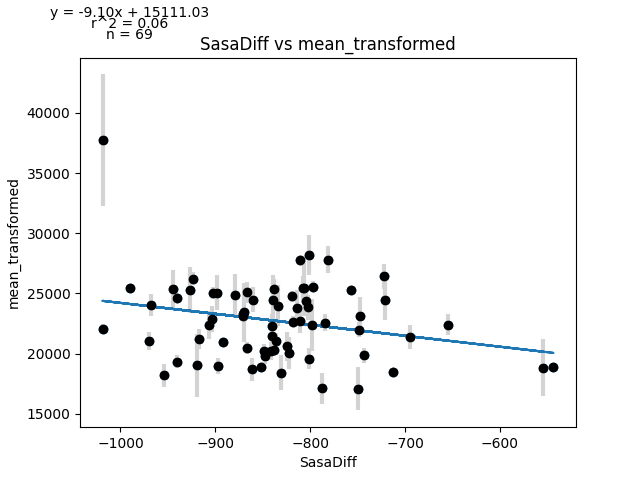 y = -9.10x + 15111.03
r^2 = 0.06
n = 69
SasaDiff vs mean_transformed
40000
35000
30000
25000
20000
15000
mean_transformed
−1000 −900 −800 −700 −600
SasaDiff